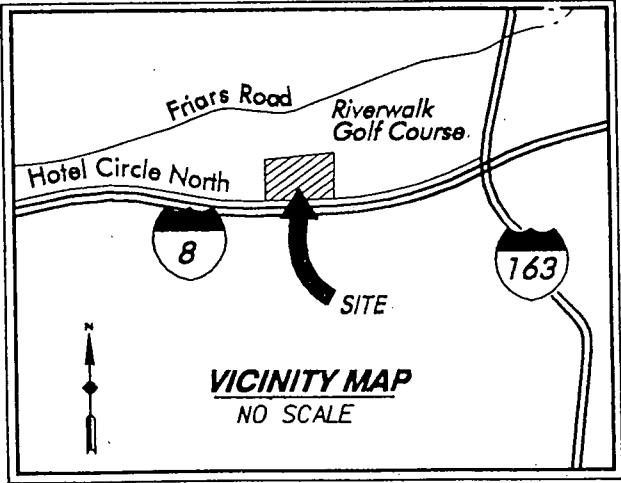 Friars Road
Riverwalk
Golf Course
Hotel Circle North
8
163
SITE
N
VICINITY MAP
NO SCALE